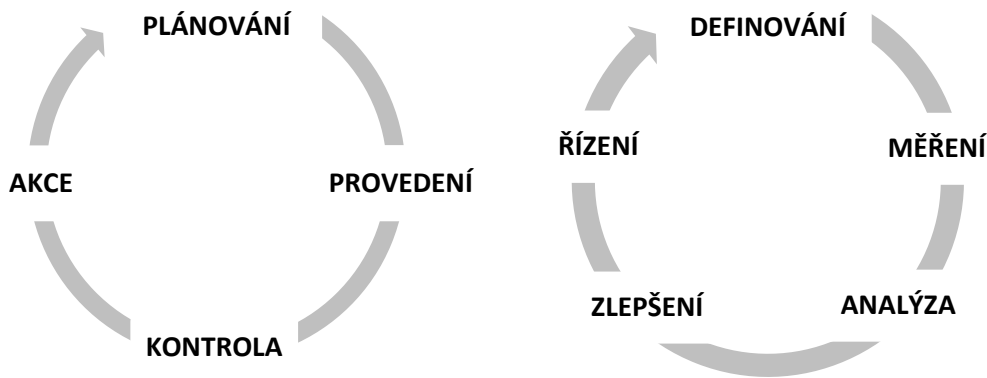 PLÁNOVÁNÍ
PROVEDENÍ
KONTROLA
AKCE
DEFINOVÁNÍ
MĚŘENÍ
ANALÝZA
ZLEPŠENÍ
ŘÍZENÍ